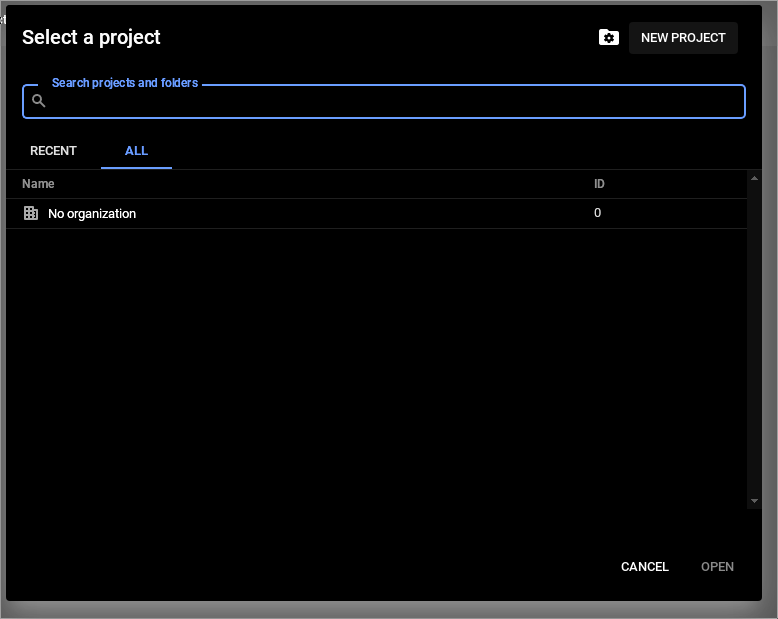 Select a project
NEW PROJECT
Search projects and folders
RECENT ALL
Name ID
No organization 0
CANCEL OPEN